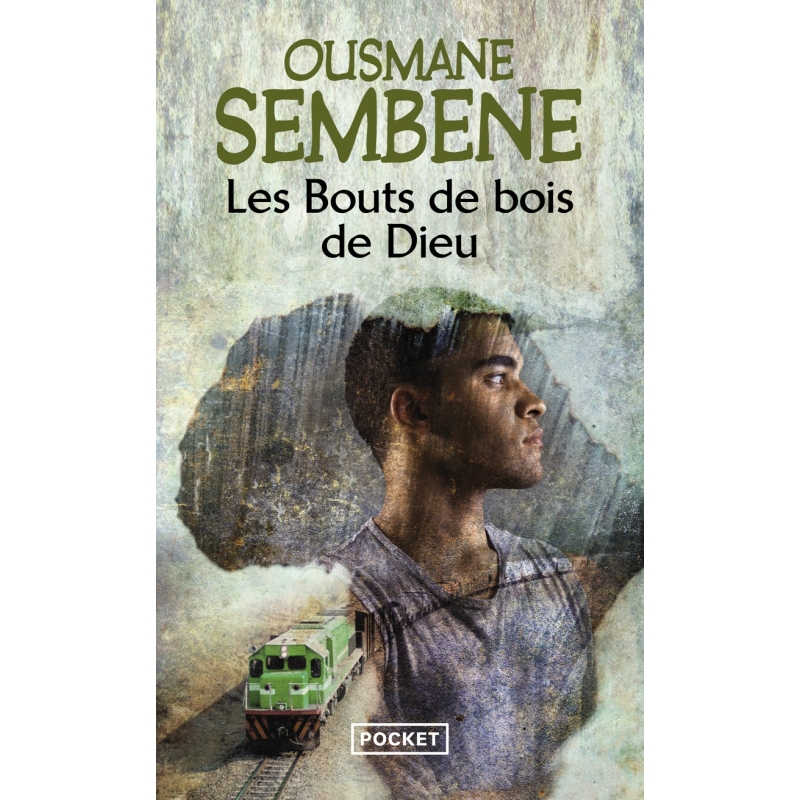 OUSMANE
SEMBENE
Les Bouts de bois
de Dieu
POCKET